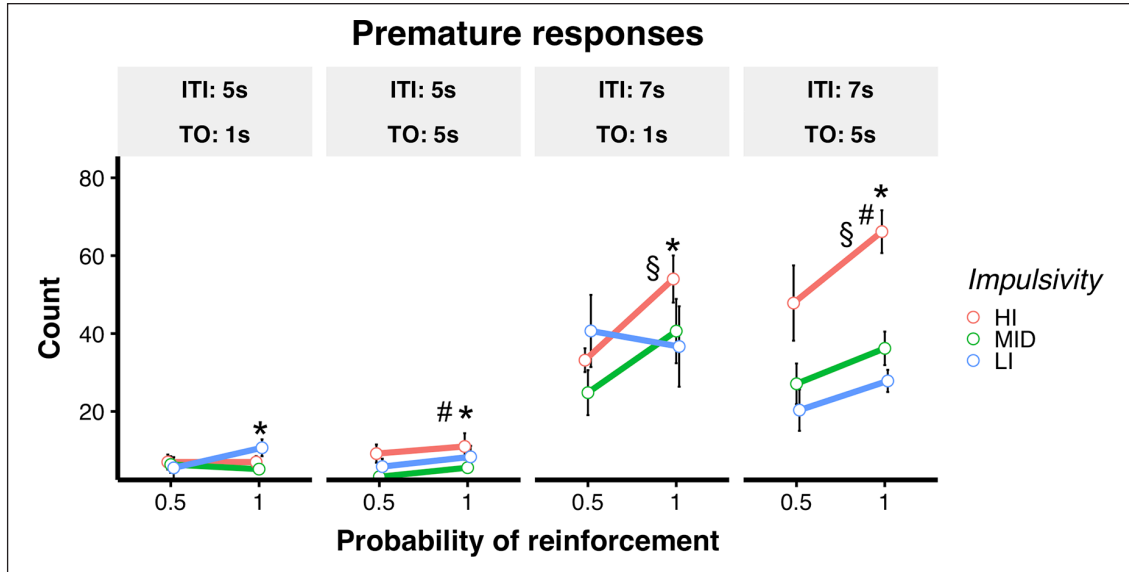 Premature responses
ITI: 5s
TO: 1s
ITI: 5s
TO: 5s
ITI: 7s
TO: 1s
ITI: 7s
TO: 5s
80
60
40
20
Count
*
# *
§ *
§ # *
0.5 1
0.5 1
0.5 1
0.5 1
Probability of reinforcement
Impulsivity
HI
MID
LI